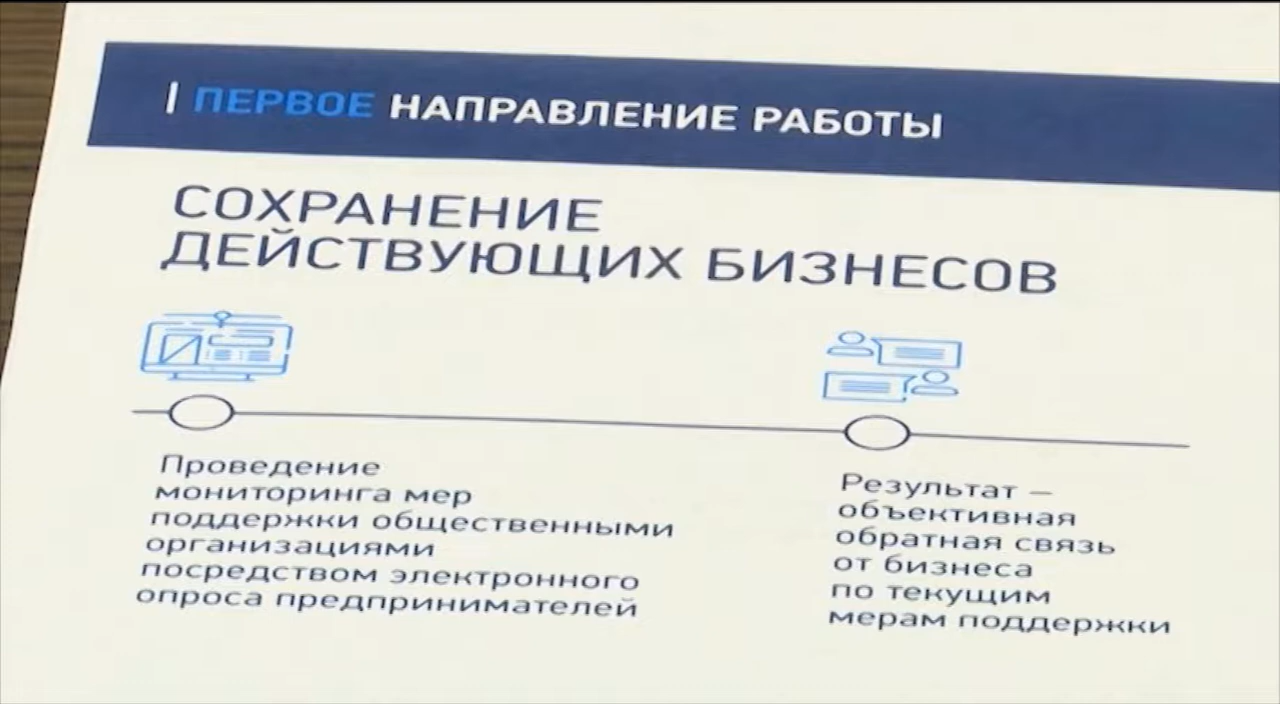 | ПЕРВОЕ НАПРАВЛЕНИЕ РАБОТЫ
СОХРАНЕНИЕ
ДЕЙСТВУЮЩИХ БИЗНЕСОВ
Проведение
мониторинга мер
поддержки общественными
организациями
посредством электронного
опроса предпринимателей
Результат –
объективная
обратная связь
от бизнеса
по текущим
мерам поддержки